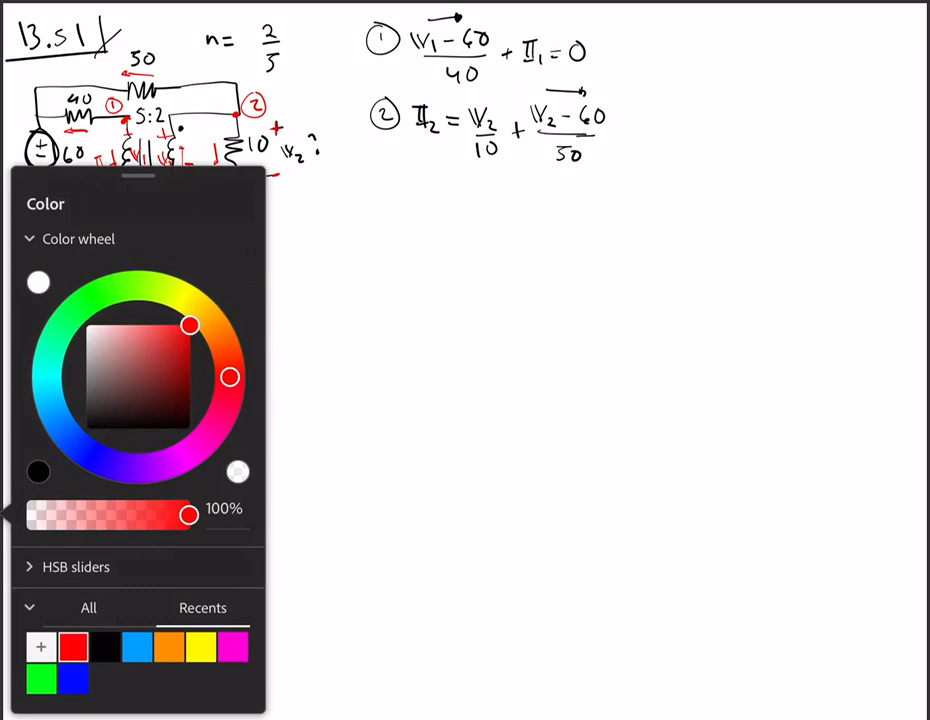 13.51
n= 2/5
50
40 ① 5:2 ②
± 60 10 + V₂?
−
① (V₁ - 60)/40 + I₁ = 0
② I₂ = V₂/10 + (V₂ - 60)/50
Color
Color wheel
100%
HSB sliders
All Recents
+